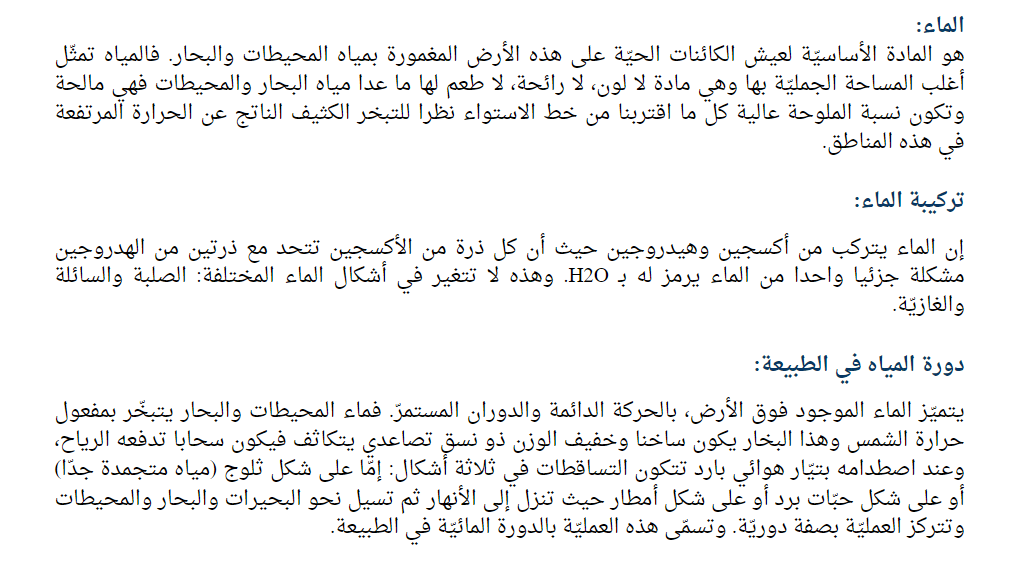 الماء:
هو المادة الأساسيّة لعيش الكائنات الحيّة على هذه الأرض المغمورة بمياه المحيطات والبحار. فالمياه تمثّل
أغلب المساحة الجمليّة بها وهي مادة لا لون، لا رائحة، لا طعم لها ما عدا مياه البحار والمحيطات فهي مالحة
وتكون نسبة الملوحة عالية كل ما اقتربنا من خط الاستواء نظرا للتبخر الكثيف الناتج عن الحرارة المرتفعة
في هذه المناطق.
تركيبة الماء:
إن الماء يتركب من أكسجين وهيدروجين حيث أن كل ذرة من الأكسجين تتحد مع ذرتين من الهدروجين
مشكلة جزئيا واحدا من الماء يرمز له بـ H2O. وهذه لا تتغير في أشكال الماء المختلفة: الصلبة والسائلة
والغازيّة.
دورة المياه في الطبيعة:
يتميّز الماء الموجود فوق الأرض، بالحركة الدائمة والدوران المستمرّ. فماء المحيطات والبحار يتبخّر بمفعول
حرارة الشمس وهذا البخار يكون ساخنا وخفيف الوزن ذو نسق تصاعدي يتكاثف فيكون سحابا تدفعه الرياح،
وعند اصطدامه بتيّار هوائي بارد تتكون التساقطات في ثلاثة أشكال: إمّا على شكل ثلوج (مياه متجمدة جدّا)
أو على شكل حبّات برد أو على شكل أمطار حيث تنزل إلى الأنهار ثم تسيل نحو البحيرات والبحار والمحيطات
وتتركز العمليّة بصفة دوريّة. وتسمّى هذه العمليّة بالدورة المائيّة في الطبيعة.